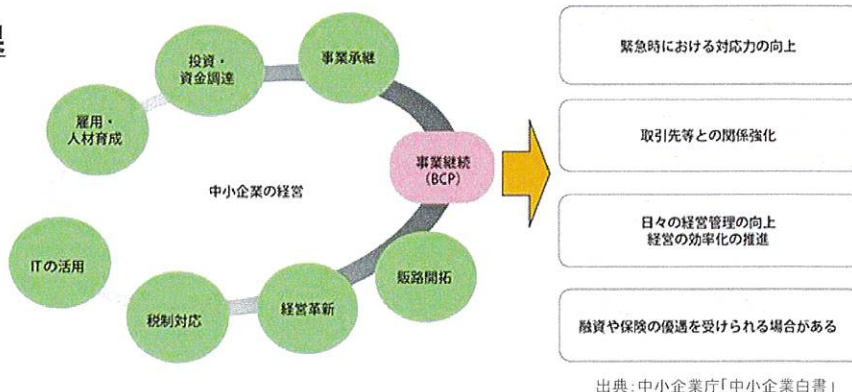 投資・
資金調達
事業承継
雇用・
人材育成
事業継続
(BCP)
中小企業の経営
ITの活用
販路開拓
経営革新
税制対応
緊急時における対応力の向上
取引先等との関係強化
日々の経営管理の向上
経営の効率化の推進
融資や保険の優遇を受けられる場合がある
出典:中小企業庁「中小企業白書」